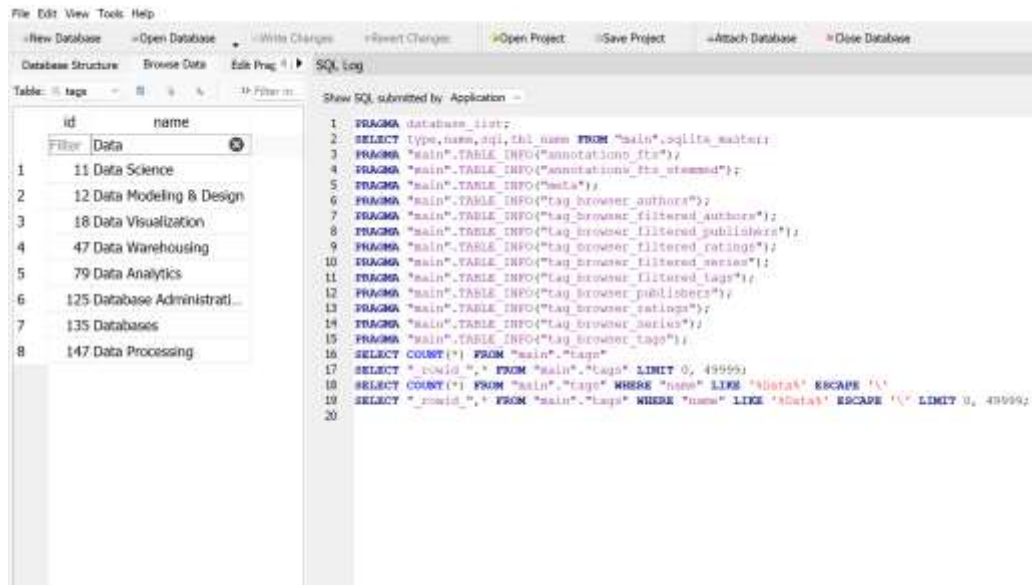 File Edit View Tools Help
New Database Open Database Write Changes Revert Changes Open Project Save Project Attach Database Close Database
Database Structure Browse Data Edit Prag SQL Log
Table: tags Filter in
Show SQL submitted by Application
id name
Filter Data
1 11 Data Science
2 12 Data Modeling & Design
3 18 Data Visualization
4 47 Data Warehousing
5 79 Data Analytics
6 125 Database Administrati...
7 135 Databases
8 147 Data Processing
1 PRAGMA database_list;
2 SELECT type,name,sql,tbl_name FROM "main".sqlite_master;
3 PRAGMA "main".TABLE_INFO("annotations_fts");
4 PRAGMA "main".TABLE_INFO("annotations_fts_stemmed");
5 PRAGMA "main".TABLE_INFO("meta");
6 PRAGMA "main".TABLE_INFO("tag_browser_authors");
7 PRAGMA "main".TABLE_INFO("tag_browser_filtered_authors");
8 PRAGMA "main".TABLE_INFO("tag_browser_filtered_publishers");
9 PRAGMA "main".TABLE_INFO("tag_browser_filtered_ratings");
10 PRAGMA "main".TABLE_INFO("tag_browser_filtered_series");
11 PRAGMA "main".TABLE_INFO("tag_browser_filtered_tags");
12 PRAGMA "main".TABLE_INFO("tag_browser_publishers");
13 PRAGMA "main".TABLE_INFO("tag_browser_ratings");
14 PRAGMA "main".TABLE_INFO("tag_browser_series");
15 PRAGMA "main".TABLE_INFO("tag_browser_tags");
16 SELECT COUNT(*) FROM "main"."tags"
17 SELECT "_rowid_",* FROM "main"."tags" LIMIT 0, 49999;
18 SELECT COUNT(*) FROM "main"."tags" WHERE "name" LIKE '%Data%' ESCAPE '\'
19 SELECT "_rowid_",* FROM "main"."tags" WHERE "name" LIKE '%Data%' ESCAPE '\' LIMIT 0, 49999;
20